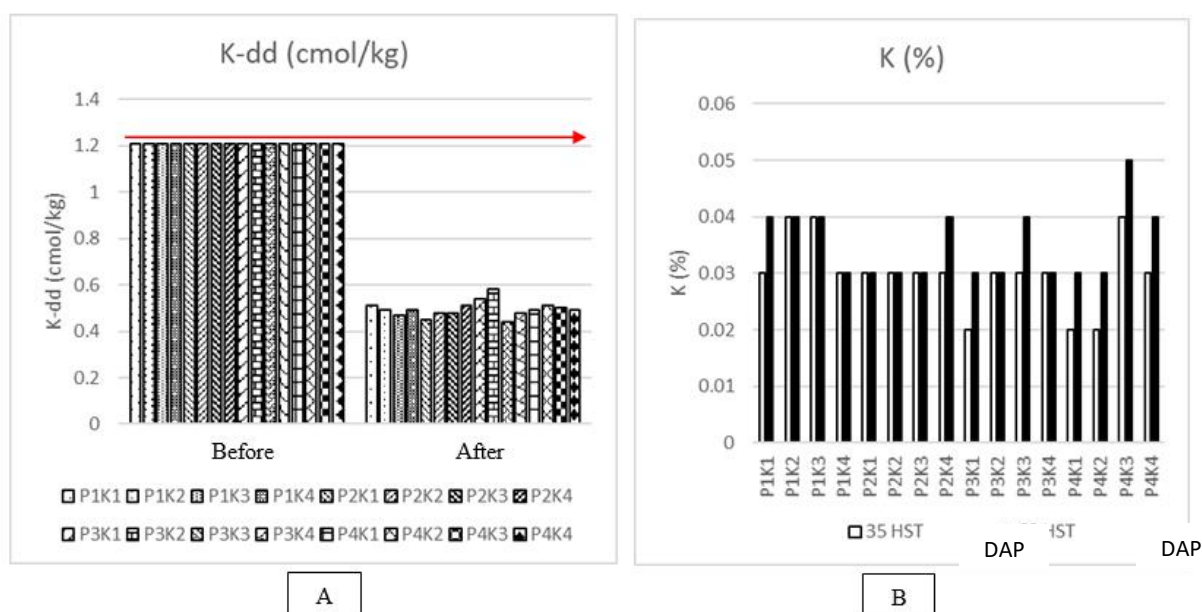 K-dd (cmol/kg)
1.4
1.2
1
0.8
0.6
0.4
0.2
0
K-dd (cmol/kg)
Before After
P1K1 P1K2 P1K3 P1K4 P2K1 P2K2 P2K3 P2K4
P3K1 P3K2 P3K3 P3K4 P4K1 P4K2 P4K3 P4K4
A
K (%)
0.06
0.05
0.04
0.03
0.02
0.01
0
K (%)
P1K1 P1K2 P1K3 P1K4 P2K1 P2K2 P2K3 P2K4 P3K1 P3K2 P3K3 P3K4 P4K1 P4K2 P4K3 P4K4
35 HST HST
DAP DAP
B